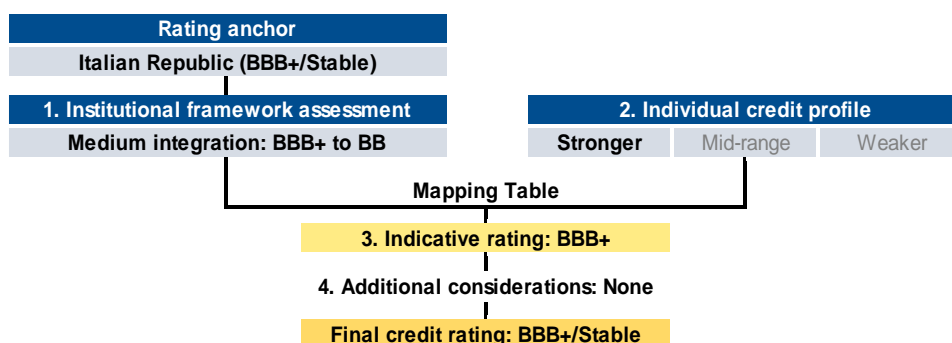 Rating anchor
Italian Republic (BBB+/Stable)
1. Institutional framework assessment
Medium integration: BBB+ to BB
2. Individual credit profile
Stronger
Mid-range
Weaker
Mapping Table
3. Indicative rating: BBB+
4. Additional considerations: None
Final credit rating: BBB+/Stable